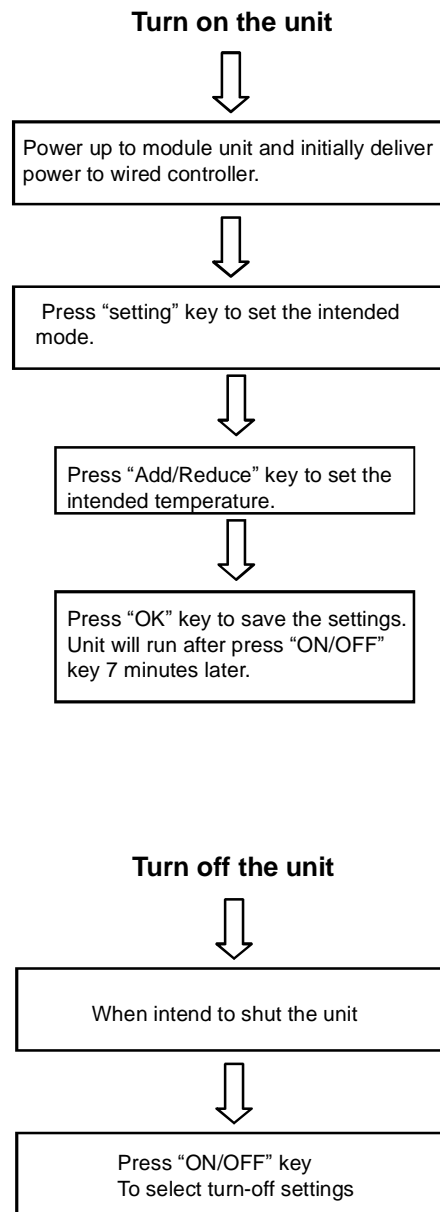 Turn on the unit
Power up to module unit and initially deliver
power to wired controller.
Press “setting” key to set the intended
mode.
Press “Add/Reduce” key to set the
intended temperature.
Press “OK” key to save the settings.
Unit will run after press “ON/OFF”
key 7 minutes later.
Turn off the unit
When intend to shut the unit
Press “ON/OFF” key
To select turn-off settings